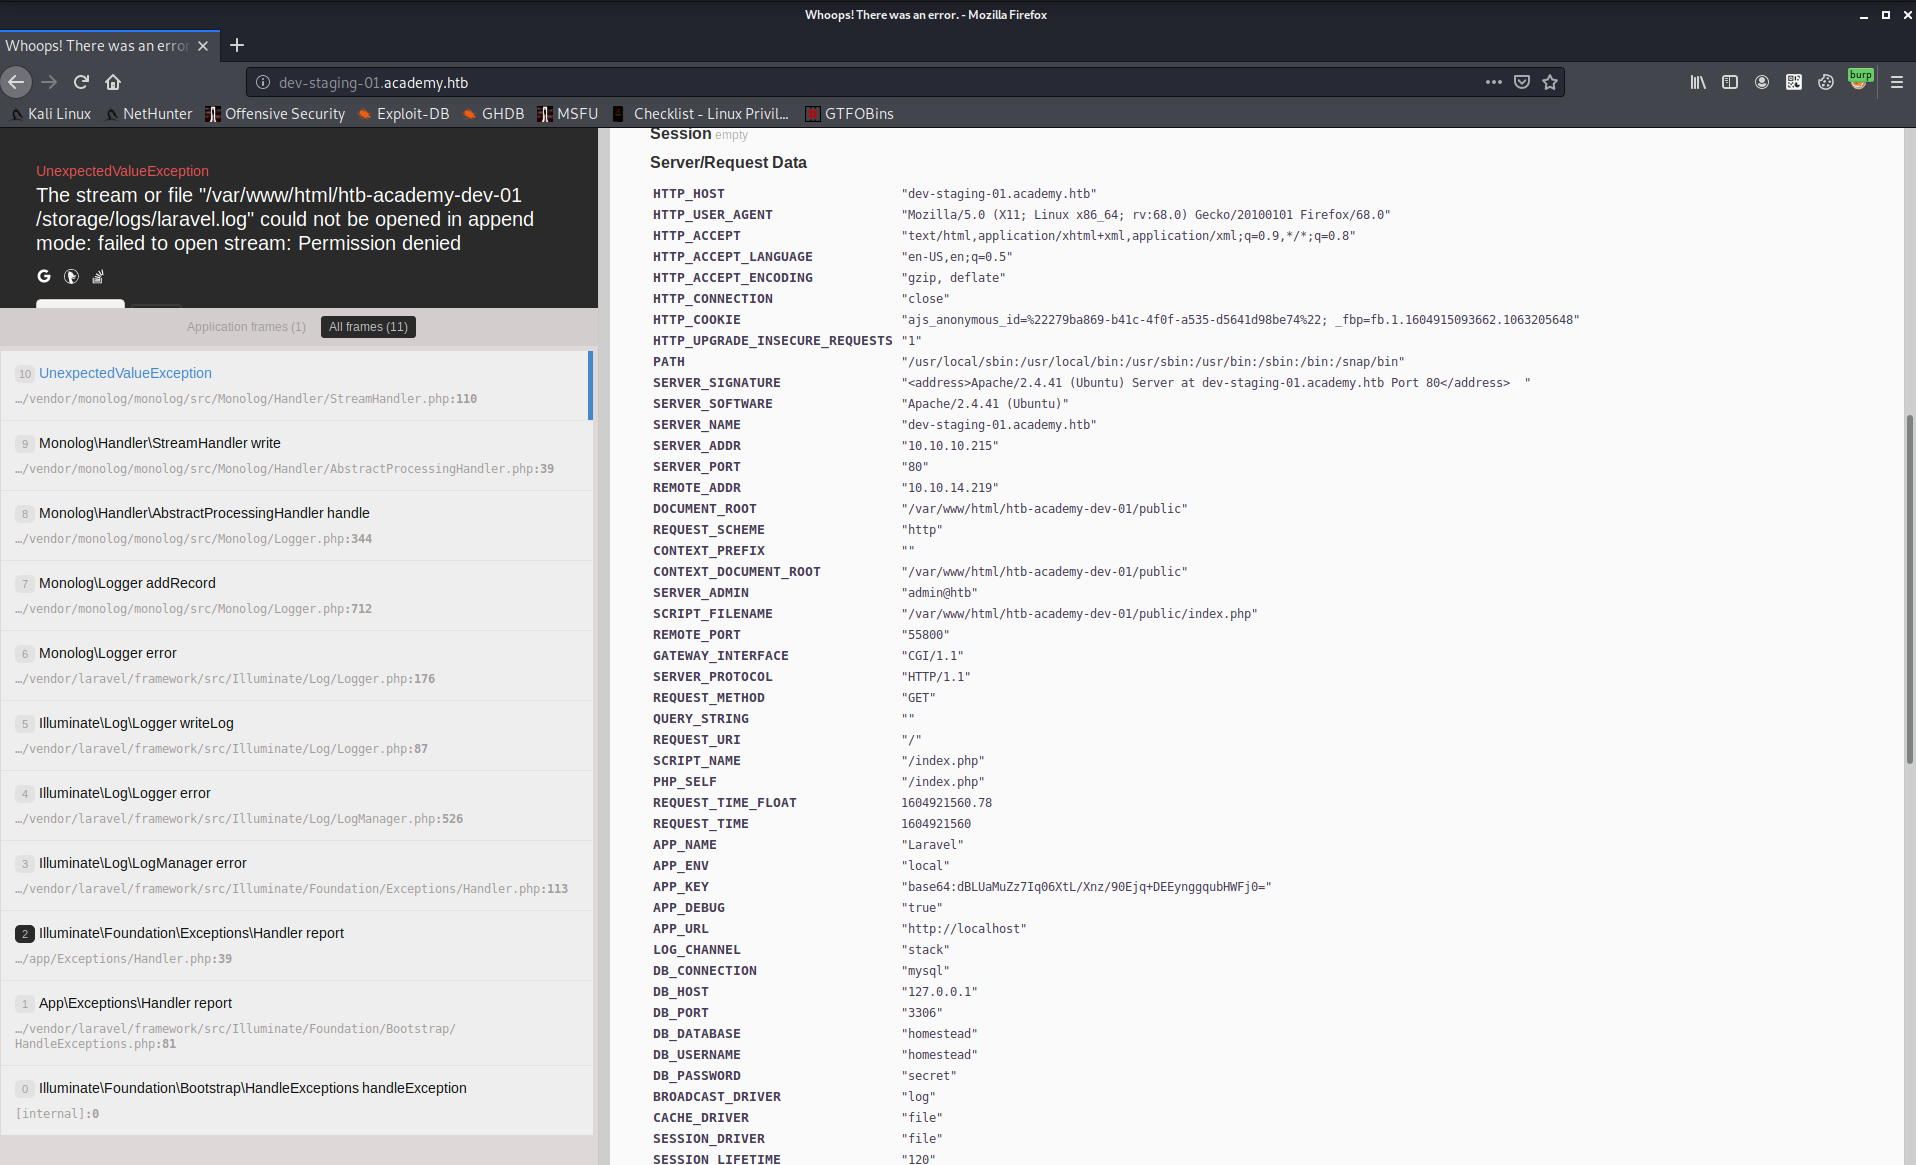 Whoops! There was an error. - Mozilla Firefox
Whoops! There was an error
dev-staging-01.academy.htb
burp
Kali Linux NetHunter Offensive Security Exploit-DB GHDB MSFU Checklist - Linux Privil... GTFOBins
UnexpectedValueException
The stream or file "/var/www/html/htb-academy-dev-01
/storage/logs/laravel.log" could not be opened in append
mode: failed to open stream: Permission denied
Application frames (1) All frames (11)
10 UnexpectedValueException
…/vendor/monolog/monolog/src/Monolog/Handler/StreamHandler.php:110
9 Monolog\Handler\StreamHandler write
…/vendor/monolog/monolog/src/Monolog/Handler/AbstractProcessingHandler.php:39
8 Monolog\Handler\AbstractProcessingHandler handle
…/vendor/monolog/monolog/src/Monolog/Logger.php:344
7 Monolog\Logger addRecord
…/vendor/monolog/monolog/src/Monolog/Logger.php:712
6 Monolog\Logger error
…/vendor/laravel/framework/src/Illuminate/Log/Logger.php:176
5 Illuminate\Log\Logger writeLog
…/vendor/laravel/framework/src/Illuminate/Log/Logger.php:87
4 Illuminate\Log\Logger error
…/vendor/laravel/framework/src/Illuminate/Log/LogManager.php:526
3 Illuminate\Log\LogManager error
…/vendor/laravel/framework/src/Illuminate/Foundation/Exceptions/Handler.php:113
2 Illuminate\Foundation\Exceptions\Handler report
…/app/Exceptions/Handler.php:39
1 App\Exceptions\Handler report
…/vendor/laravel/framework/src/Illuminate/Foundation/Bootstrap/
HandleExceptions.php:81
0 Illuminate\Foundation\Bootstrap\HandleExceptions handleException
[internal]:0
Session empty
Server/Request Data
HTTP_HOST "dev-staging-01.academy.htb"
HTTP_USER_AGENT "Mozilla/5.0 (X11; Linux x86_64; rv:68.0) Gecko/20100101 Firefox/68.0"
HTTP_ACCEPT "text/html,application/xhtml+xml,application/xml;q=0.9,*/*;q=0.8"
HTTP_ACCEPT_LANGUAGE "en-US,en;q=0.5"
HTTP_ACCEPT_ENCODING "gzip, deflate"
HTTP_CONNECTION "close"
HTTP_COOKIE "ajs_anonymous_id=%22279ba869-b41c-4f0f-a535-d5641d98be74%22; _fbp=fb.1.1604915093662.1063205648"
HTTP_UPGRADE_INSECURE_REQUESTS "1"
PATH "/usr/local/sbin:/usr/local/bin:/usr/sbin:/usr/bin:/sbin:/bin:/snap/bin"
SERVER_SIGNATURE "<address>Apache/2.4.41 (Ubuntu) Server at dev-staging-01.academy.htb Port 80</address> "
SERVER_SOFTWARE "Apache/2.4.41 (Ubuntu)"
SERVER_NAME "dev-staging-01.academy.htb"
SERVER_ADDR "10.10.10.215"
SERVER_PORT "80"
REMOTE_ADDR "10.10.14.219"
DOCUMENT_ROOT "/var/www/html/htb-academy-dev-01/public"
REQUEST_SCHEME "http"
CONTEXT_PREFIX ""
CONTEXT_DOCUMENT_ROOT "/var/www/html/htb-academy-dev-01/public"
SERVER_ADMIN "admin@htb"
SCRIPT_FILENAME "/var/www/html/htb-academy-dev-01/public/index.php"
REMOTE_PORT "55800"
GATEWAY_INTERFACE "CGI/1.1"
SERVER_PROTOCOL "HTTP/1.1"
REQUEST_METHOD "GET"
QUERY_STRING ""
REQUEST_URI "/"
SCRIPT_NAME "/index.php"
PHP_SELF "/index.php"
REQUEST_TIME_FLOAT 1604921560.78
REQUEST_TIME 1604921560
APP_NAME "Laravel"
APP_ENV "local"
APP_KEY "base64:dBLUaMuZz7Iq06XtL/Xnz/90Ejq+DEEynggqubHWFj0="
APP_DEBUG "true"
APP_URL "http://localhost"
LOG_CHANNEL "stack"
DB_CONNECTION "mysql"
DB_HOST "127.0.0.1"
DB_PORT "3306"
DB_DATABASE "homestead"
DB_USERNAME "homestead"
DB_PASSWORD "secret"
BROADCAST_DRIVER "log"
CACHE_DRIVER "file"
SESSION_DRIVER "file"
SESSION_LIFETIME "120"